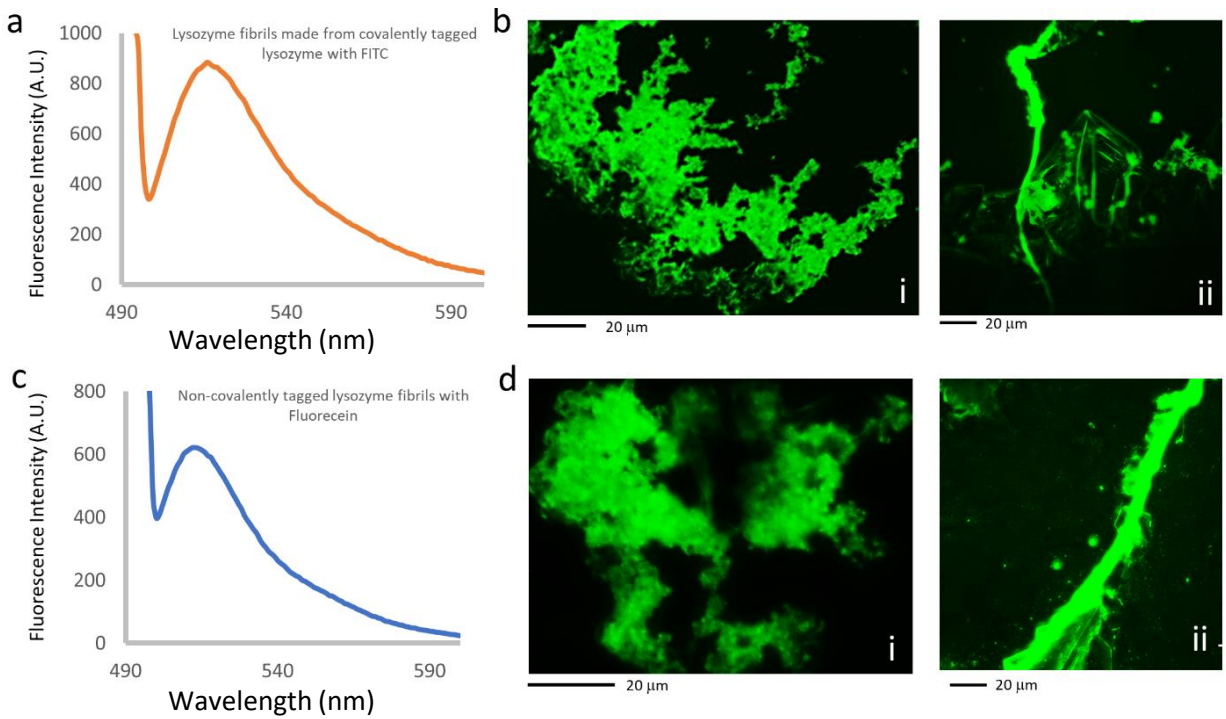 a
Fluorescence Intensity (A.U.)
1000
800
600
400
200
0
Lysozyme fibrils made from covalently tagged
lysozyme with FITC
490
540
590
Wavelength (nm)
b
i
20 μm
ii
20 μm
c
Fluorescence Intensity (A.U.)
800
600
400
200
0
Non-covalently tagged lysozyme fibrils with
Fluorecein
490
540
590
Wavelength (nm)
d
i
20 μm
ii
20 μm